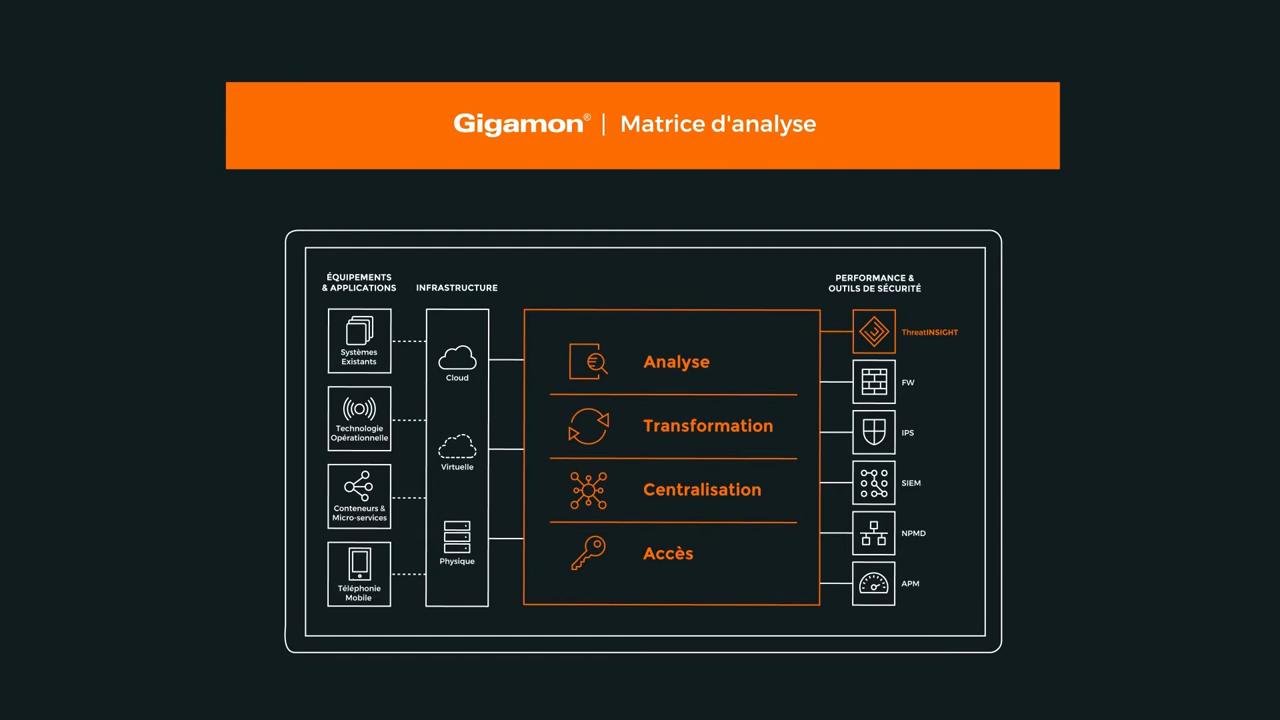 Gigamon® | Matrice d'analyse
ÉQUIPEMENTS
& APPLICATIONS
Systèmes
Existants
Technologie
Opérationnelle
Conteneurs &
Micro-services
Téléphonie
Mobile
INFRASTRUCTURE
Cloud
Virtuelle
Physique
Analyse
Transformation
Centralisation
Accès
PERFORMANCE &
OUTILS DE SÉCURITÉ
ThreatINSIGHT
FW
IPS
SIEM
NPMD
APM